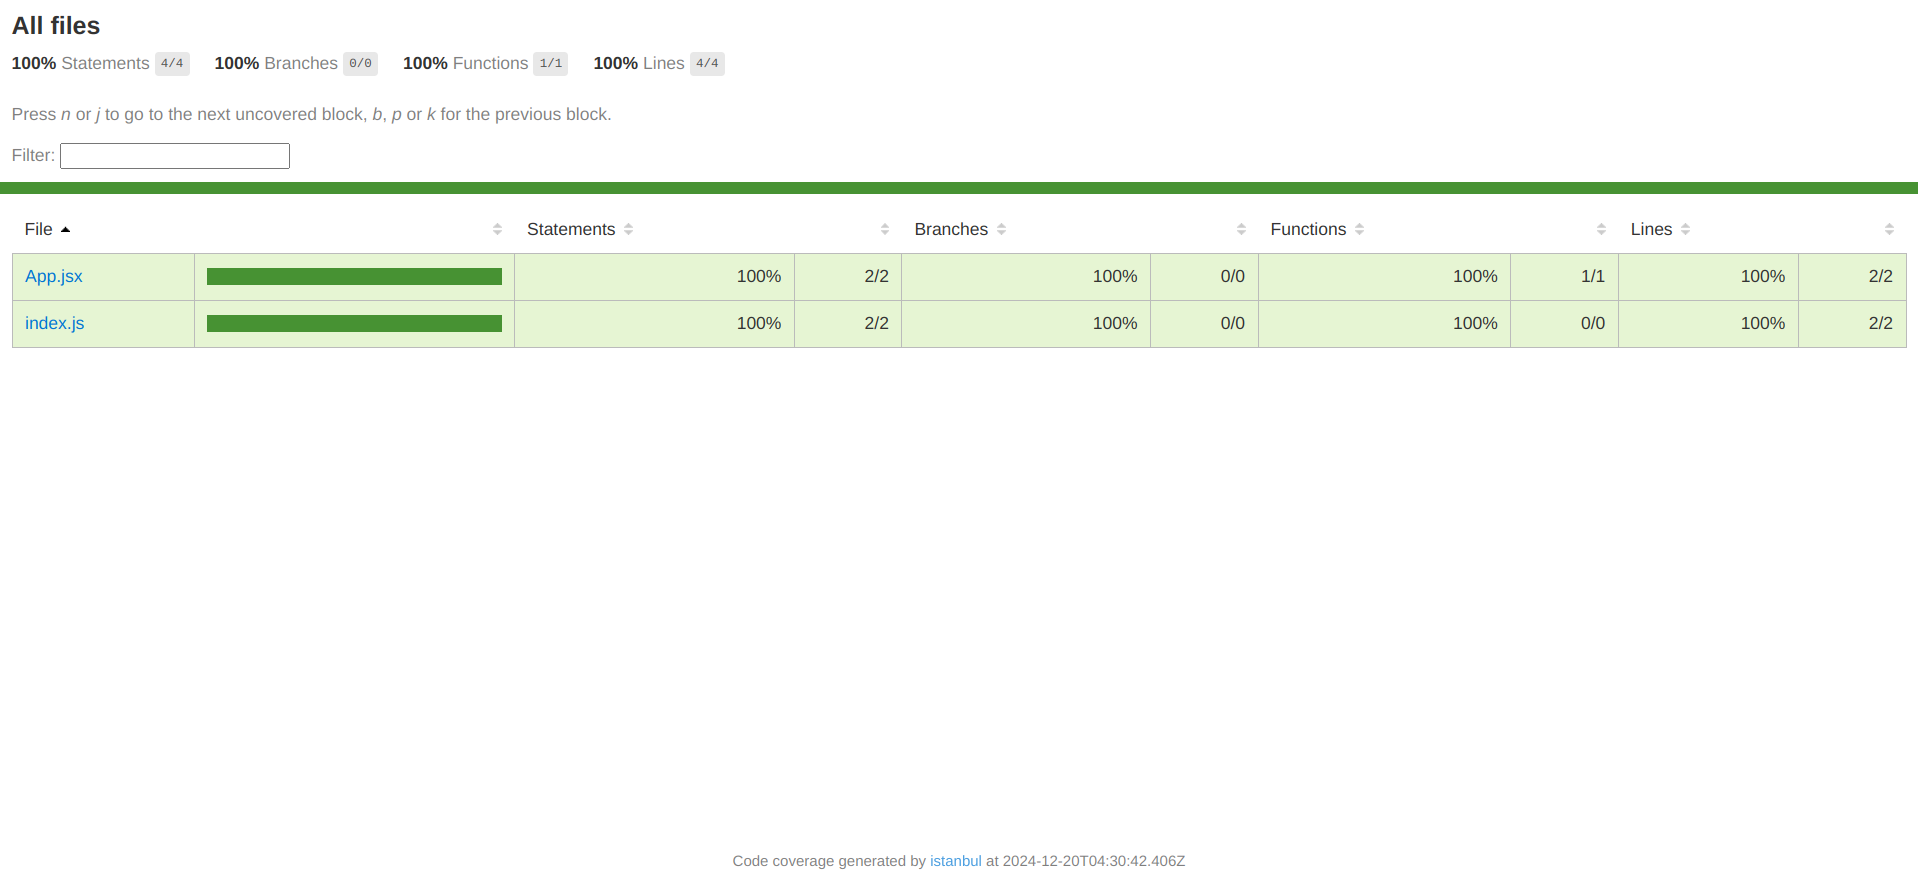 All files
100% Statements 4/4 100% Branches 0/0 100% Functions 1/1 100% Lines 4/4
Press n or j to go to the next uncovered block, b, p or k for the previous block.
Filter:
File Statements Branches Functions Lines
App.jsx 100% 2/2 100% 0/0 100% 1/1 100% 2/2
index.js 100% 2/2 100% 0/0 100% 0/0 100% 2/2
Code coverage generated by istanbul at 2024-12-20T04:30:42.406Z